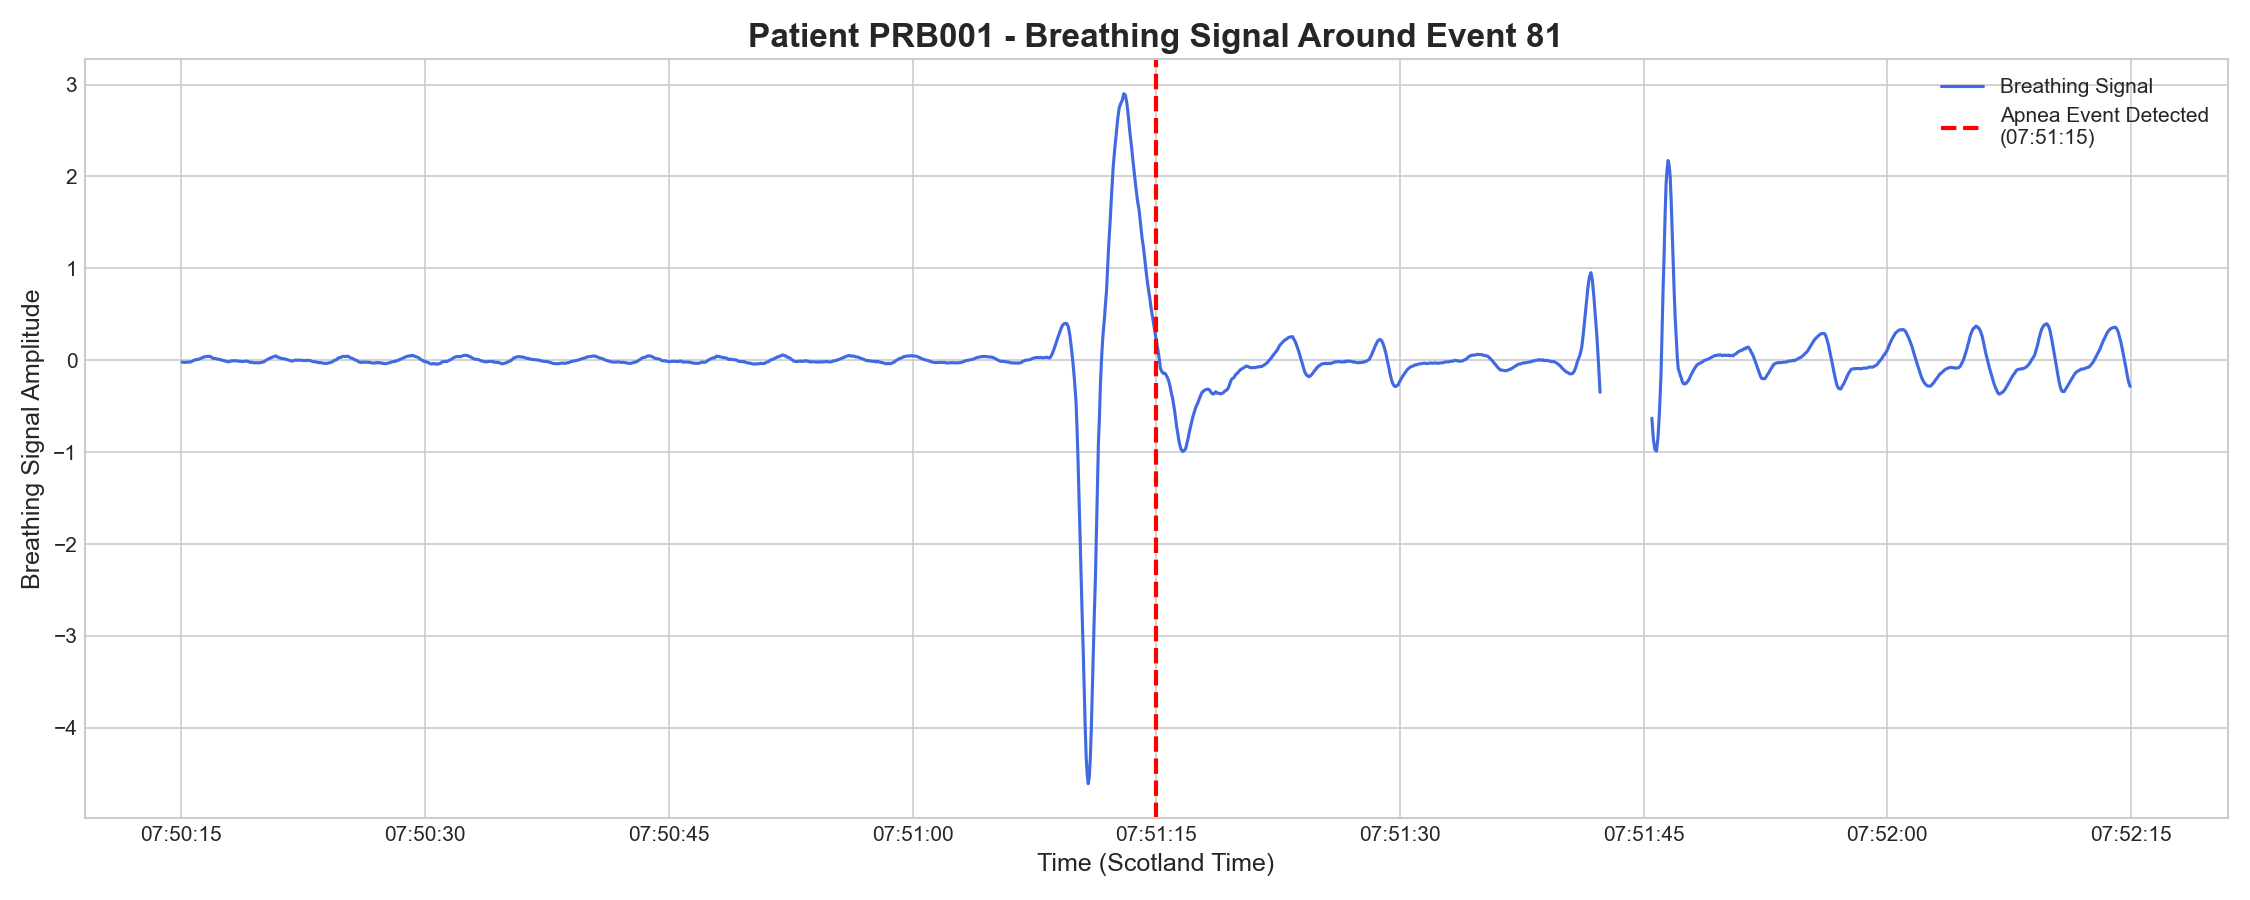 Patient PRB001 - Breathing Signal Around Event 81
Breathing Signal
Apnea Event Detected
(07:51:15)
Breathing Signal Amplitude
3
2
1
0
−1
−2
−3
−4
07:50:15 07:50:30 07:50:45 07:51:00 07:51:15 07:51:30 07:51:45 07:52:00 07:52:15
Time (Scotland Time)